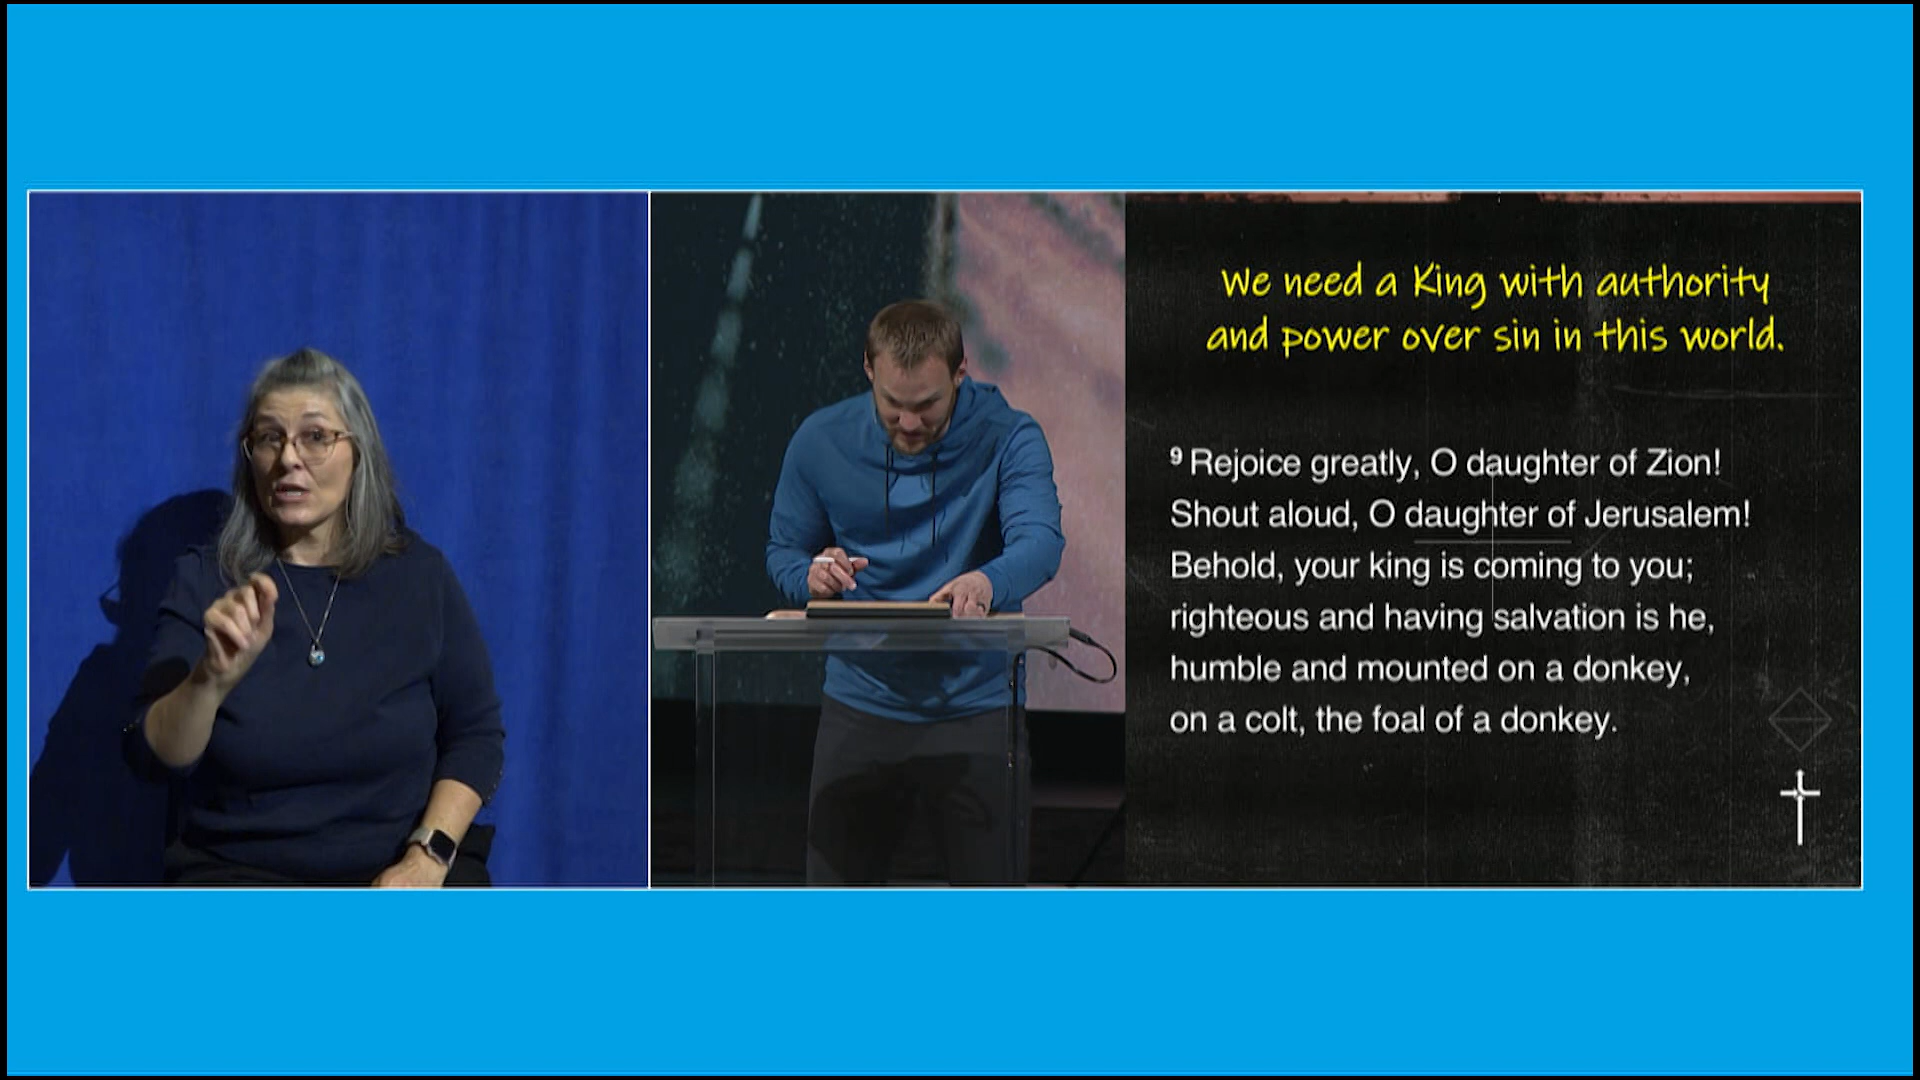 We need a King with authority
and power over sin in this world.
9 Rejoice greatly, O daughter of Zion!
Shout aloud, O daughter of Jerusalem!
Behold, your king is coming to you;
righteous and having salvation is he,
humble and mounted on a donkey,
on a colt, the foal of a donkey.